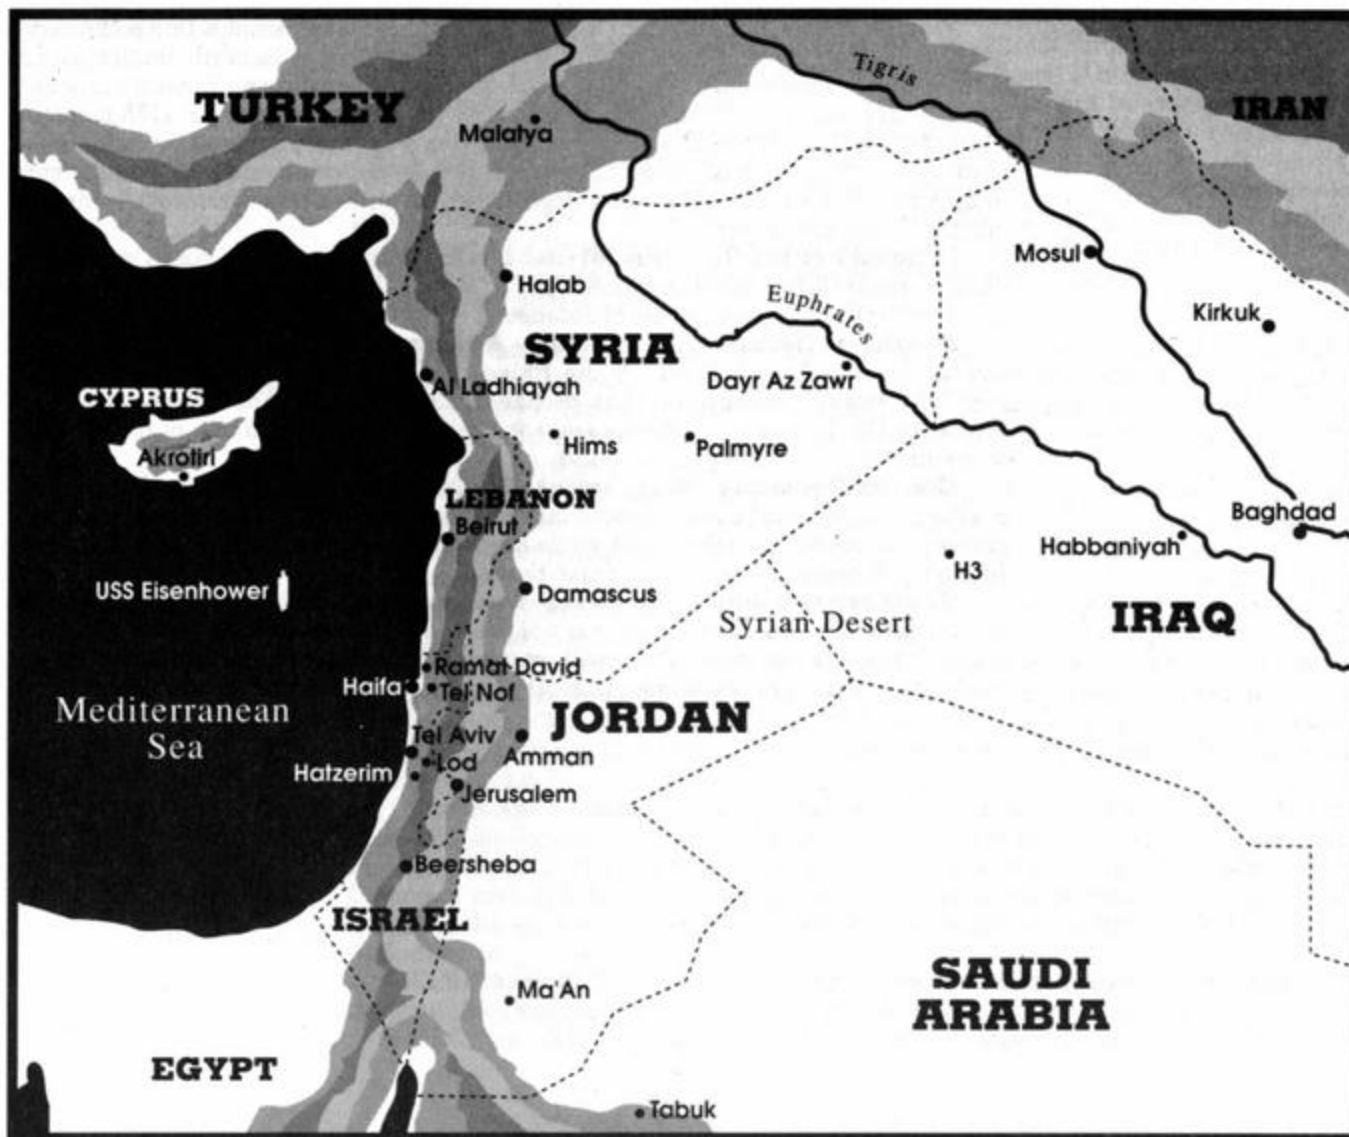 Tigris
TURKEY
IRAN
Malatya
Mosul
Halab
Euphrates
Kirkuk
SYRIA
Dayr Az Zawr
Al Ladhiqyah
CYPRUS
Hims
Palmyre
Akrotiri
LEBANON
Beirut
Baghdad
Habbaniyah
H3
USS Eisenhower
Damascus
Syrian Desert
IRAQ
Ramat David
Haifa
Tel Nof
Mediterranean
Sea
JORDAN
Tel Aviv
Amman
Lod
Hatzerim
Jerusalem
Beersheba
ISRAEL
SAUDI
ARABIA
Ma'An
EGYPT
Tabuk